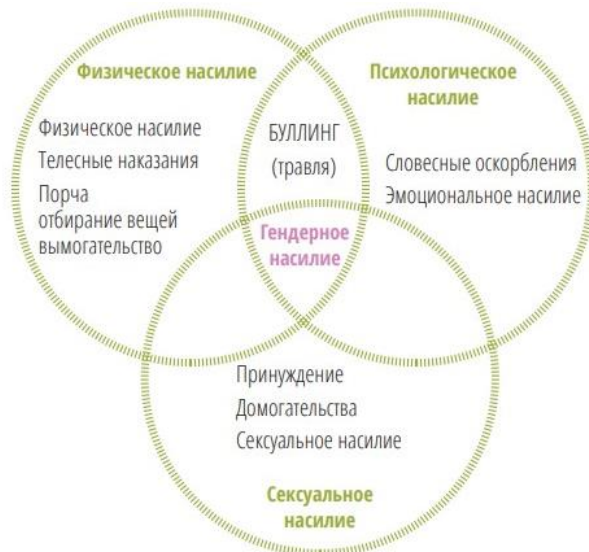 Физическое насилие
Физическое насилие
Телесные наказания
Порча
отбирание вещей
вымогательство
БУЛЛИНГ
(травля)
Психологическое
насилие
Словесные оскорбления
Эмоциональное насилие
Гендерное
насилие
Принуждение
Домогательства
Сексуальное насилие
Сексуальное
насилие